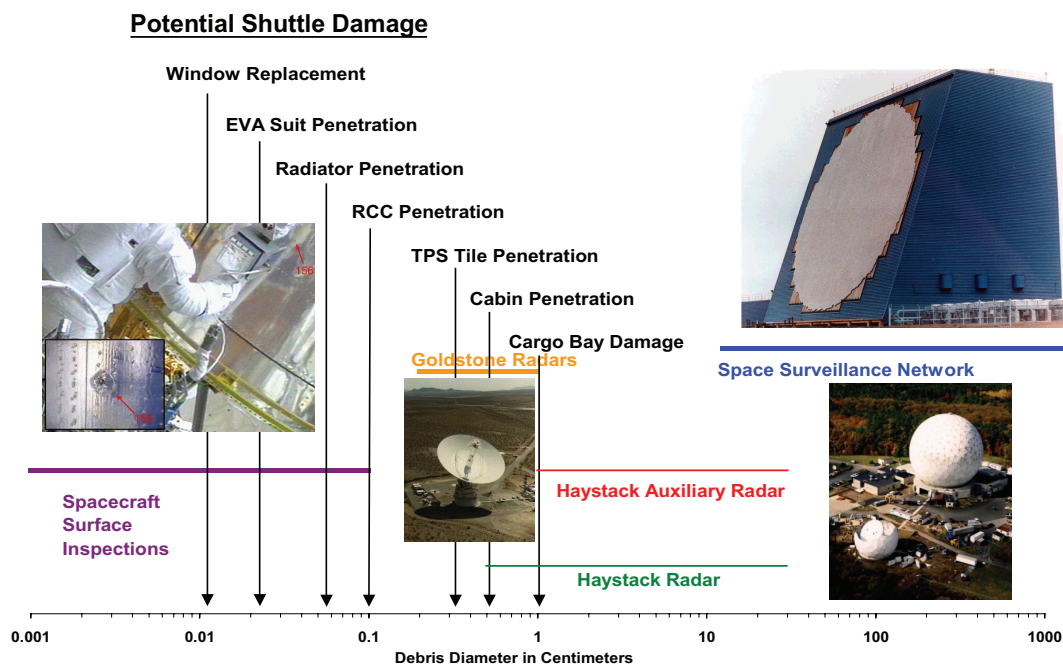 Potential Shuttle Damage
Window Replacement
EVA Suit Penetration
Radiator Penetration
RCC Penetration
TPS Tile Penetration
Cabin Penetration
Cargo Bay Damage
Goldstone Radars
Space Surveillance Network
156
Haystack Auxiliary Radar
Spacecraft
Surface
Inspections
Haystack Radar
0.001 0.01 0.1 1 10 100 1000
Debris Diameter in Centimeters